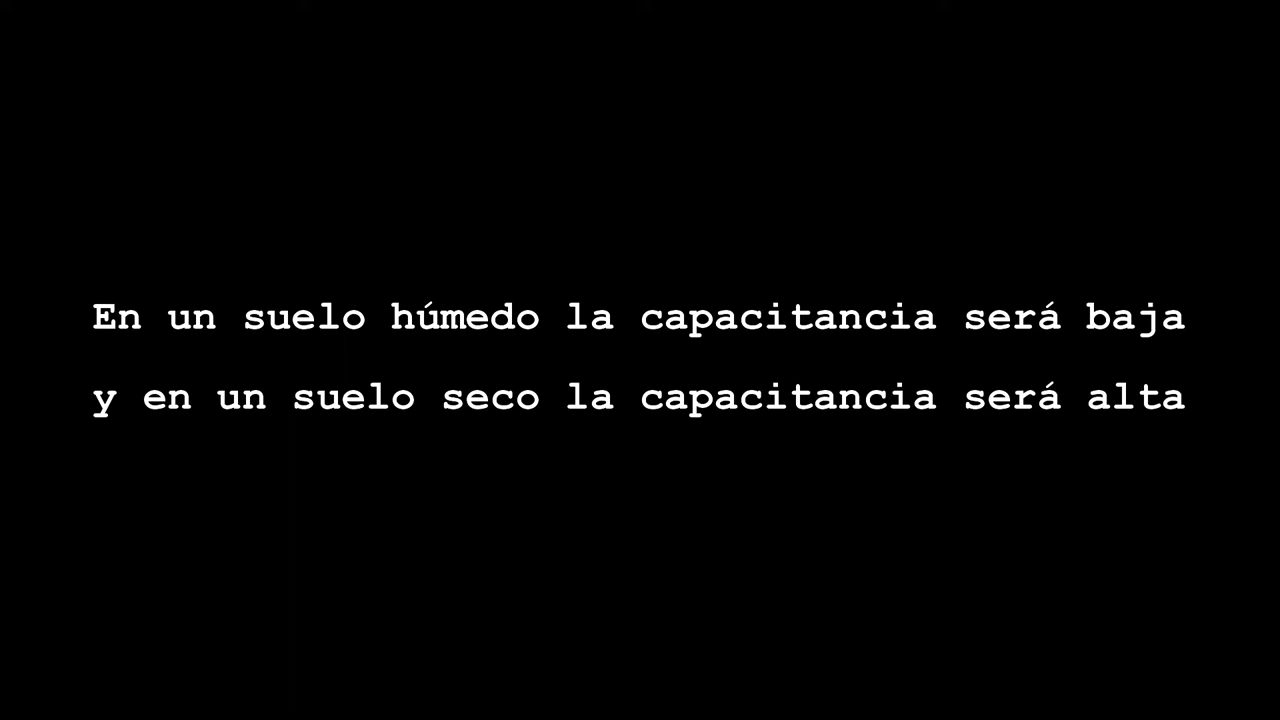 En un suelo húmedo la capacitancia será baja
y en un suelo seco la capacitancia será alta